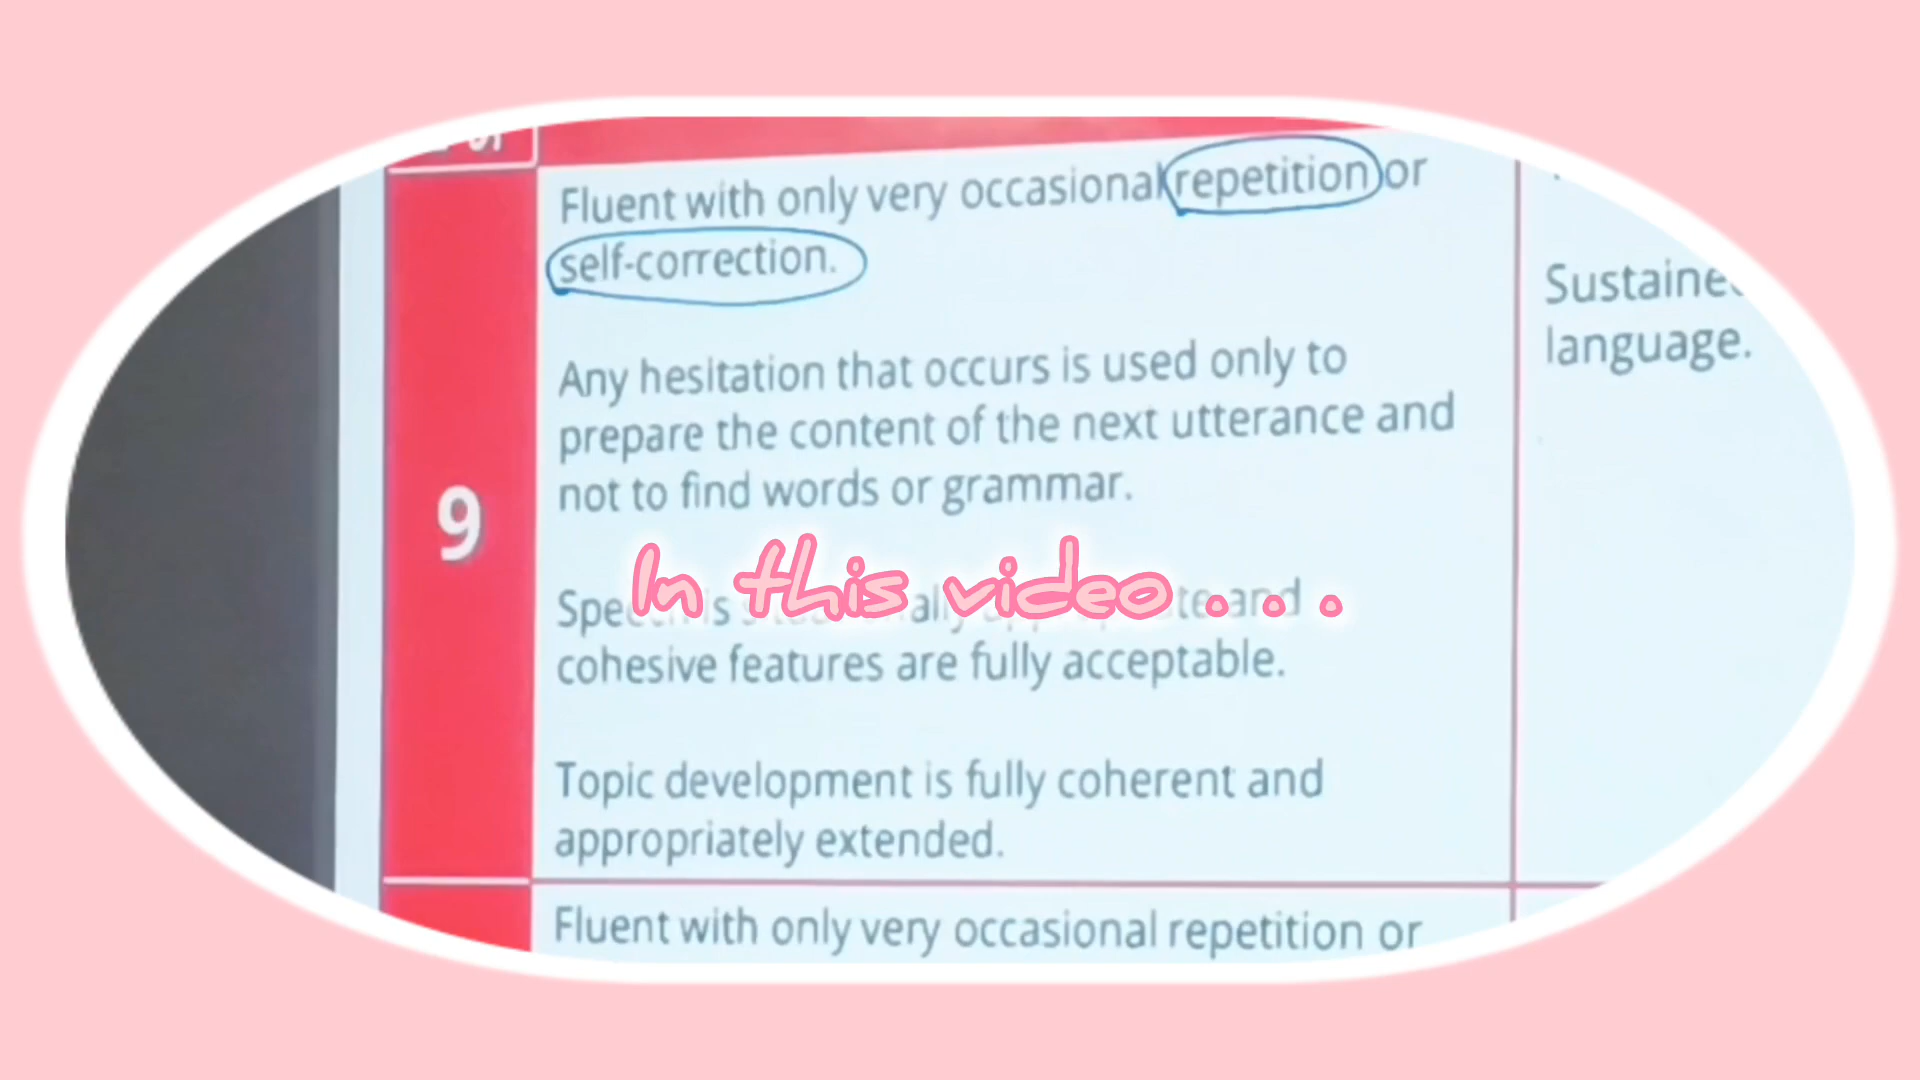 Fluent with only very occasional repetition or
self-correction.
Any hesitation that occurs is used only to
prepare the content of the next utterance and
not to find words or grammar.
9
In this video . . .
is and
cohesive features are fully acceptable.
Topic development is fully coherent and
appropriately extended.
Fluent with only very occasional repetition or
language.